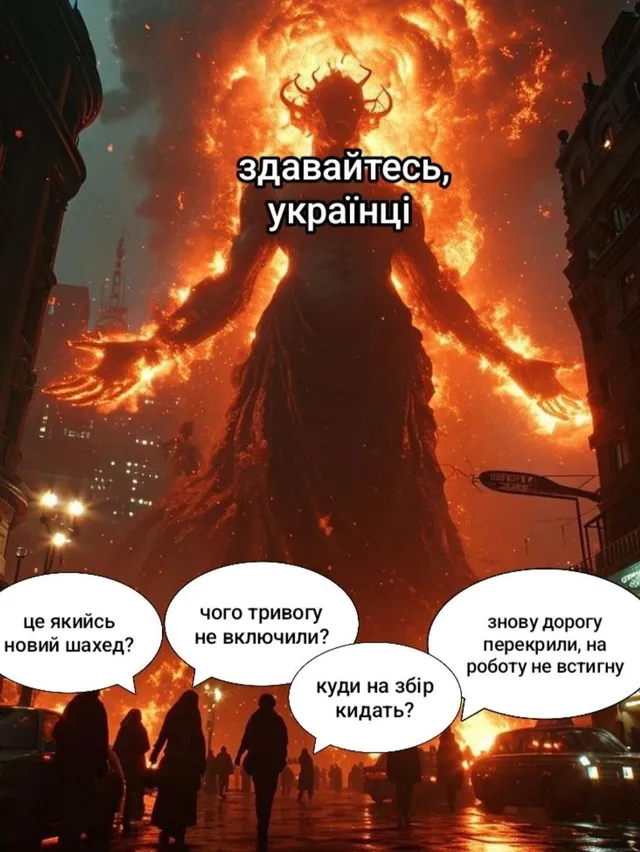 здавайтесь,
українці
це якийсь
новий шахед?
чого тривогу
не включили?
куди на збір
кидать?
знову дорогу
перекрили, на
роботу не встигну